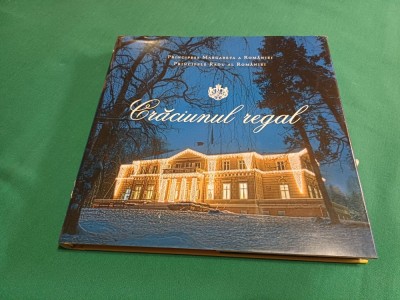 Principesa Margareta a României
Principele Radu al României
Crăciunul regal